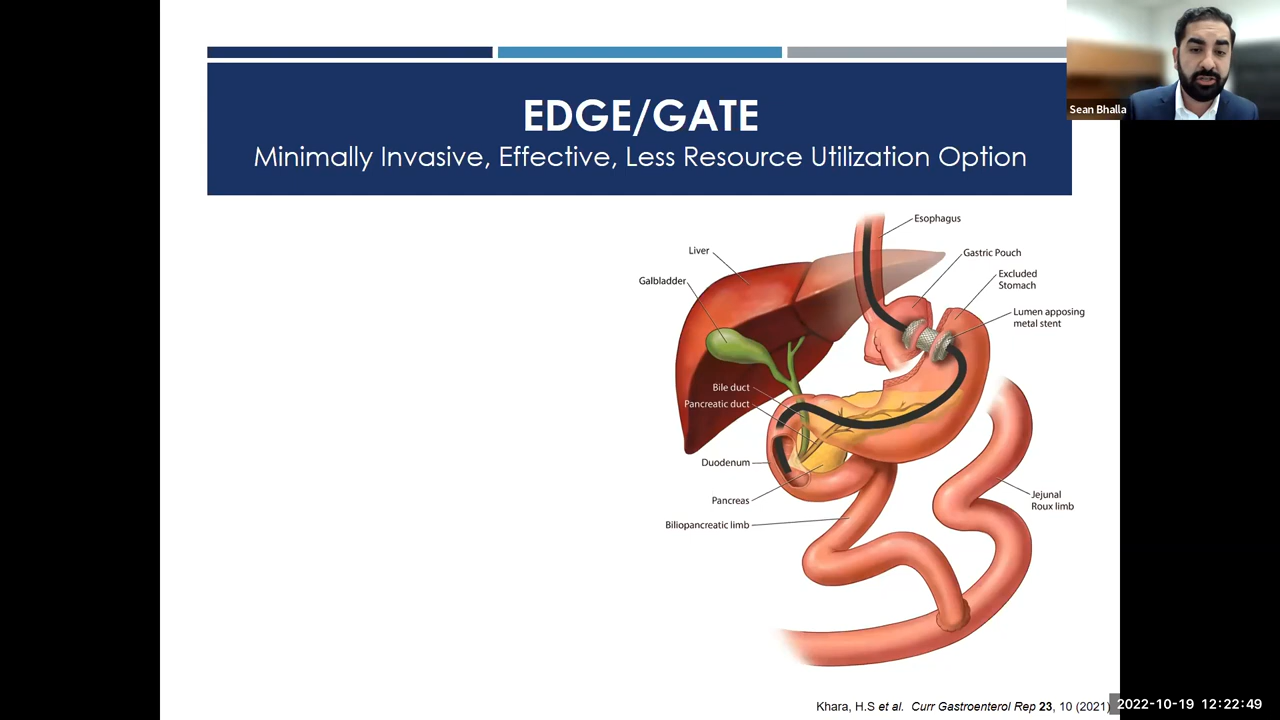 EDGE/GATE
Minimally Invasive, Effective, Less Resource Utilization Option
Sean Bhalla
Esophagus
Liver
Gastric Pouch
Galbladder
Excluded
Stomach
Lumen apposing
metal stent
Bile duct
Pancreatic duct
Duodenum
Pancreas
Jejunal
Roux limb
Biliopancreatic limb
Khara, H.S et al. Curr Gastroenterol Rep 23, 10 (2021)
2022-10-19 12:22:49